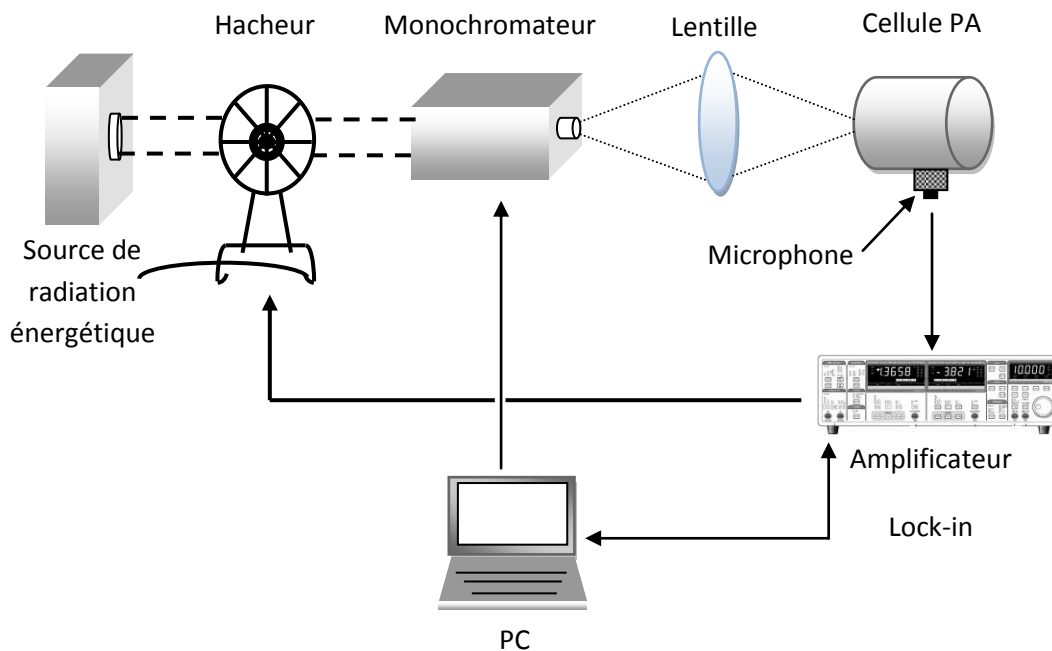 Hacheur
Monochromateur
Lentille
Cellule PA
Source de
radiation
énergétique
Microphone
Amplificateur
Lock-in
PC